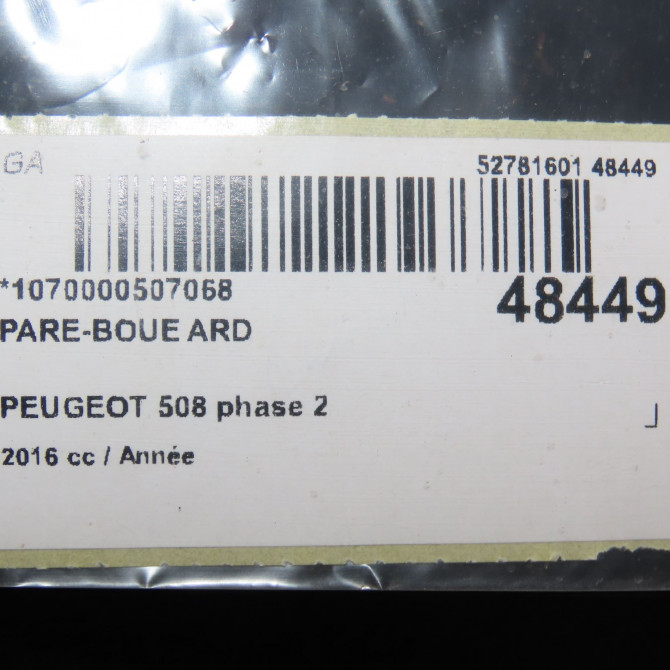 GA
52781601 48449
*1070000507068
48449
PARE-BOUE ARD
PEUGEOT 508 phase 2
2016 cc / Année